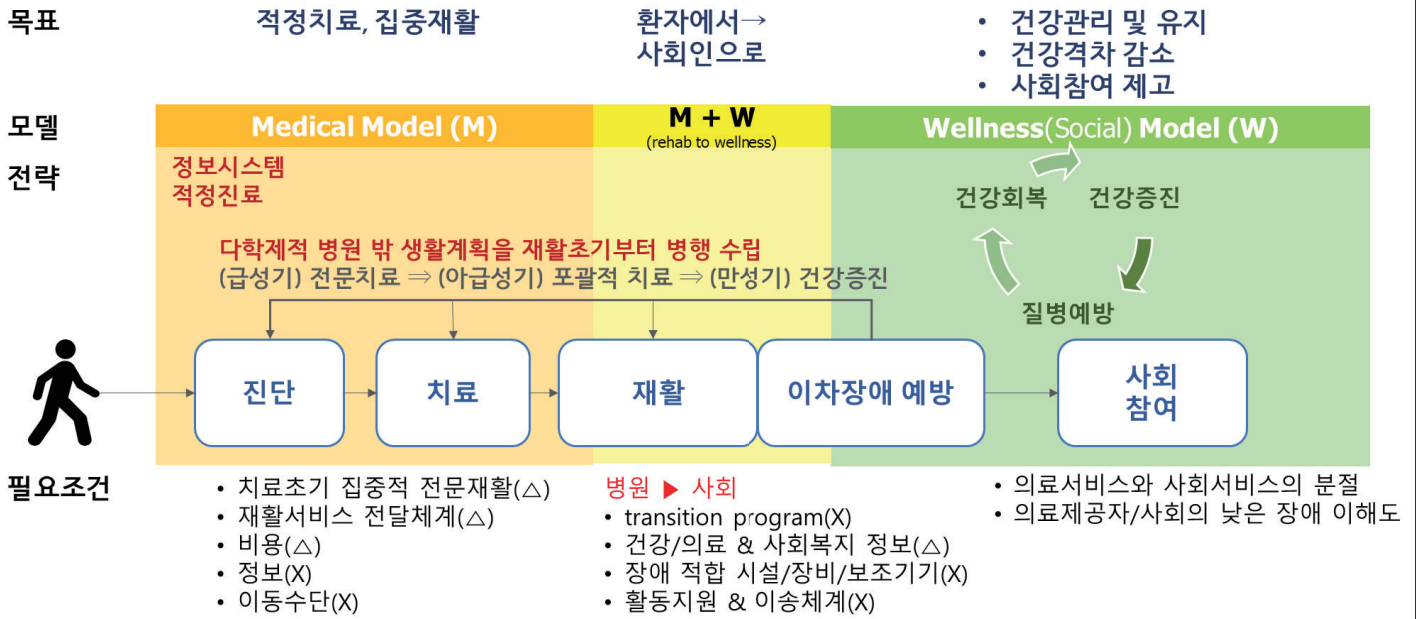 목표
적정치료, 집중재활
환자에서→
사회인으로
• 건강관리 및 유지
• 건강격차 감소
• 사회참여 제고
모델
Medical Model (M)
M + W
(rehab to wellness)
Wellness(Social) Model (W)
전략
정보시스템
적정진료
건강회복
건강증진
질병예방
다학제적 병원 밖 생활계획을 재활초기부터 병행 수립
(급성기) 전문치료 ⇒ (아급성기) 포괄적 치료 ⇒ (만성기) 건강증진
진단
치료
재활
이차장애 예방
사회
참여
필요조건
• 치료초기 집중적 전문재활(△)
• 재활서비스 전달체계(△)
• 비용(△)
• 정보(X)
• 이동수단(X)
병원 ▶ 사회
• transition program(X)
• 건강/의료 & 사회복지 정보(△)
• 장애 적합 시설/장비/보조기기(X)
• 활동지원 & 이송체계(X)
• 의료서비스와 사회서비스의 분절
• 의료제공자/사회의 낮은 장애 이해도